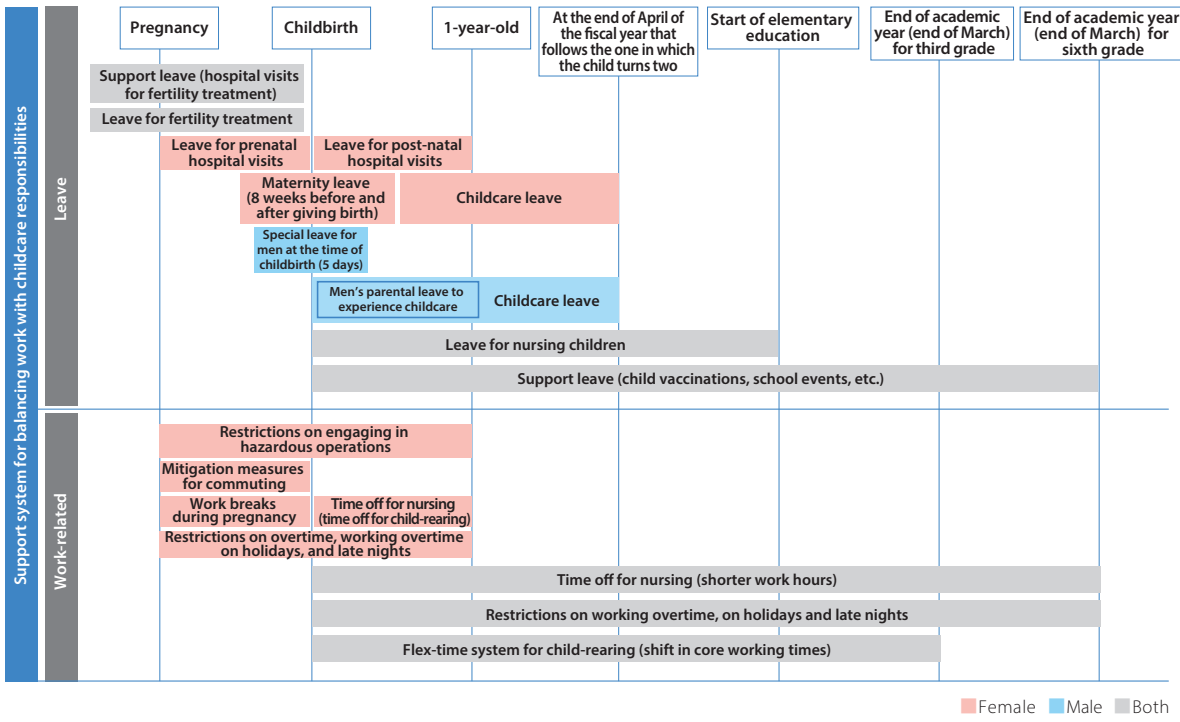 Pregnancy
Childbirth
1-year-old
At the end of April of
the fiscal year that
follows the one in which
the child turns two
Start of elementary
education
End of academic
year (end of March)
for third grade
End of academic year
(end of March)  for
sixth grade
Support system for balancing work with childcare responsibilities
Leave
Support leave (hospital visits
for fertility treatment)
Leave for fertility treatment
Leave for prenatal
hospital visits
Leave for post-natal
hospital visits
Maternity leave
(8 weeks before and
after giving birth)
Childcare leave
Special leave for
men at the time of
childbirth (5 days)
Men's parental leave to
experience childcare
Childcare leave
Leave for nursing children
Support leave (child vaccinations, school events, etc.)
Work-related
Restrictions on engaging in
hazardous operations
Mitigation measures
for commuting
Work breaks
during pregnancy
Time off for nursing
(time off for child-rearing)
Restrictions on overtime, working overtime
on holidays, and late nights
Time off for nursing (shorter work hours)
Restrictions on working overtime, on holidays and late nights
Flex-time system for child-rearing (shift in core working times)
Female
Male
Both